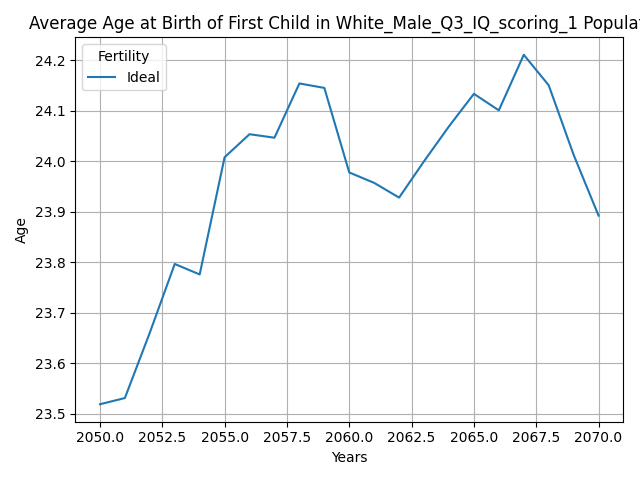 Average Age at Birth of First Child in White_Male_Q3_IQ_scoring_1 Populat
Fertility
Ideal
24.2
24.1
24.0
23.9
23.8
23.7
23.6
23.5
Age
2050.0 2052.5 2055.0 2057.5 2060.0 2062.5 2065.0 2067.5 2070.0
Years